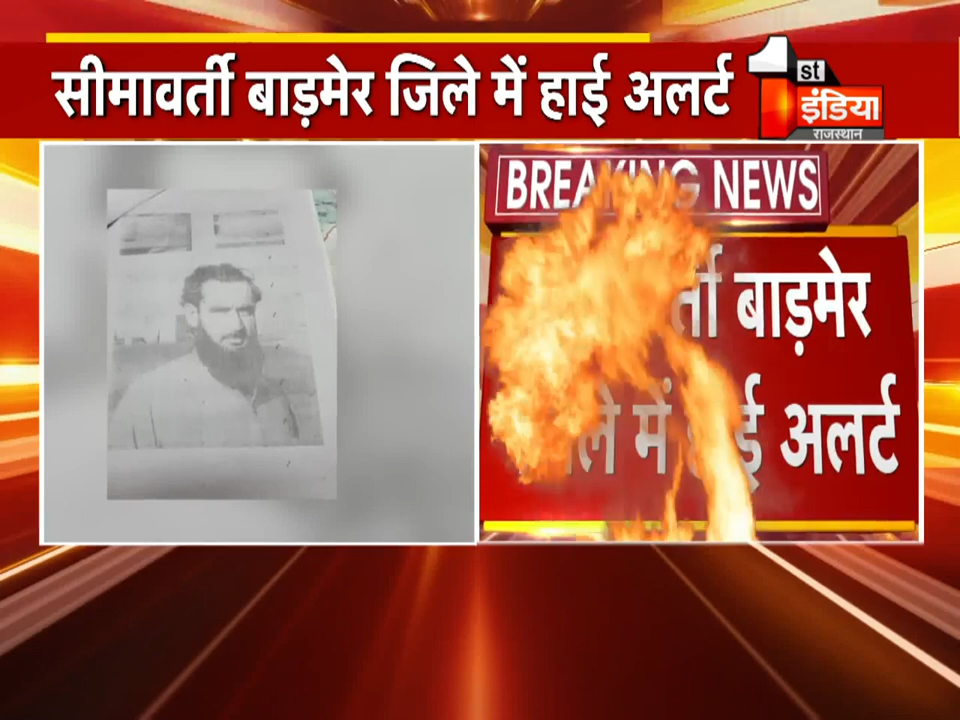 सीमावर्ती बाड़मेर जिले में हाई अलर्ट
1st
इंडिया
राजस्थान
BREAKING NEWS
बाड़मेर
में अलर्ट